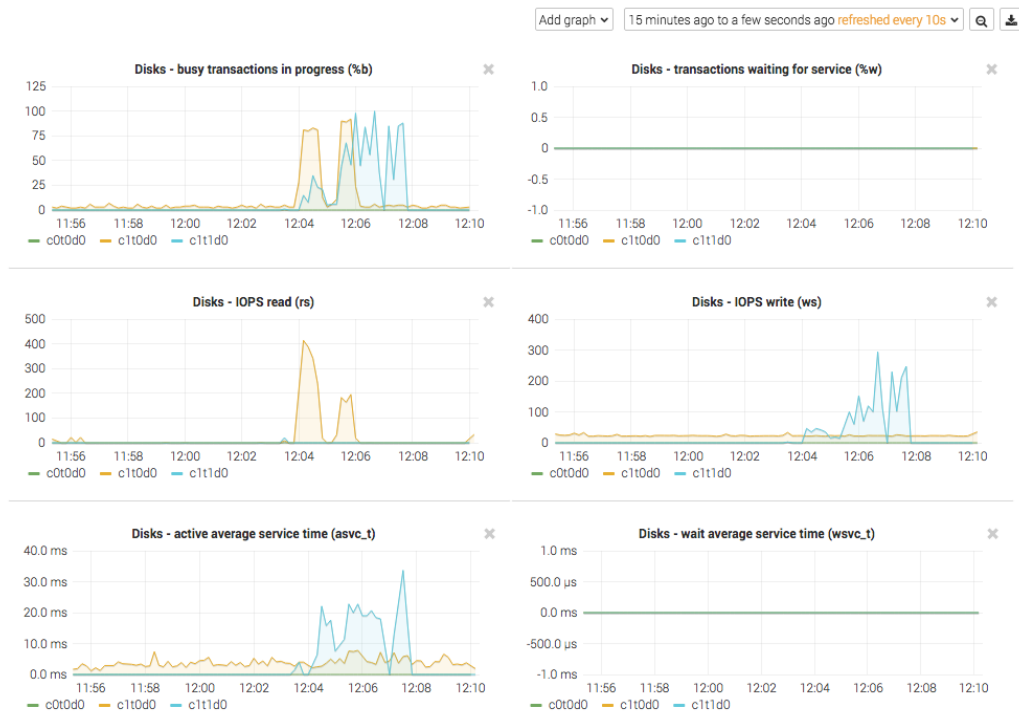 Add graph 15 minutes ago to a few seconds ago refreshed every 10s
Disks - busy transactions in progress (%b)
125
100
75
50
25
0
11:56 11:58 12:00 12:02 12:04 12:06 12:08 12:10
c0t0d0 c1t0d0 c1t1d0
Disks - transactions waiting for service (%w)
1.0
0.5
0
-0.5
-1.0
11:56 11:58 12:00 12:02 12:04 12:06 12:08 12:10
c0t0d0 c1t0d0 c1t1d0
Disks - IOPS read (rs)
500
400
300
200
100
0
11:56 11:58 12:00 12:02 12:04 12:06 12:08 12:10
c0t0d0 c1t0d0 c1t1d0
Disks - IOPS write (ws)
400
300
200
100
0
11:56 11:58 12:00 12:02 12:04 12:06 12:08 12:10
c0t0d0 c1t0d0 c1t1d0
Disks - active average service time (asvc_t)
40.0 ms
30.0 ms
20.0 ms
10.0 ms
0.0 ms
11:56 11:58 12:00 12:02 12:04 12:06 12:08 12:10
c0t0d0 c1t0d0 c1t1d0
Disks - wait average service time (wsvc_t)
1.0 ms
500.0 µs
0.0 ms
-500.0 µs
-1.0 ms
11:56 11:58 12:00 12:02 12:04 12:06 12:08 12:10
c0t0d0 c1t0d0 c1t1d0